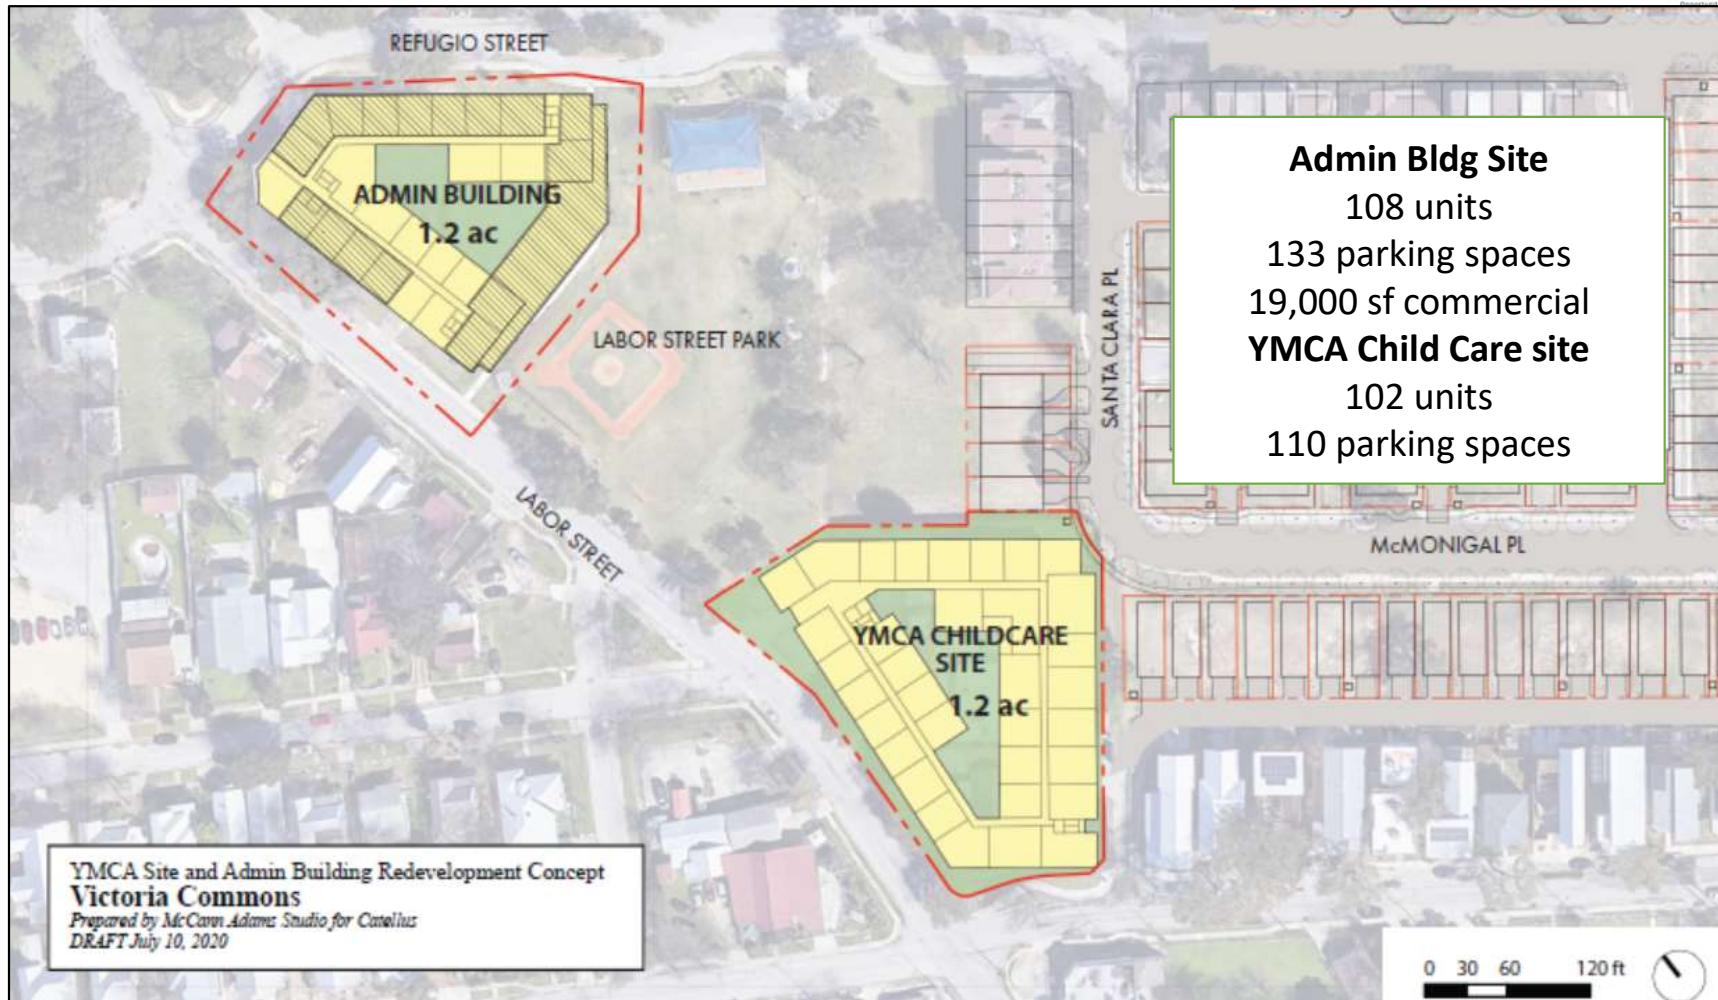 REFUGIO STREET
ADMIN BUILDING
1.2 ac
LABOR STREET PARK
SANTA CLARA PL
LABOR STREET
McMONIGAL PL
YMCA CHILDCARE
SITE
1.2 ac
Admin Bldg Site
108 units
133 parking spaces
19,000 sf commercial
YMCA Child Care site
102 units
110 parking spaces
YMCA Site and Admin Building Redevelopment Concept
Victoria Commons
Prepared by McCann Adams Studio for Catellus
DRAFT July 10, 2020
0 30 60 120 ft